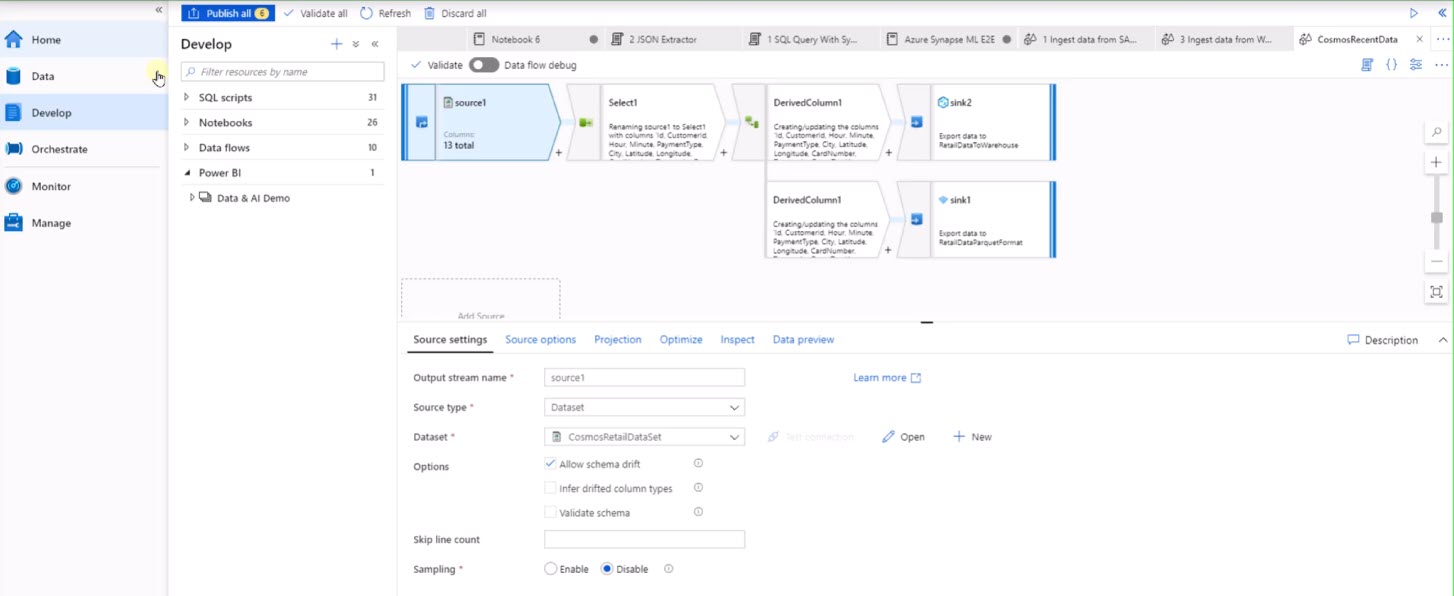 Publish all 6 Validate all Refresh Discard all
Home
Data
Develop
Orchestrate
Monitor
Manage
Develop
Filter resources by name
SQL scripts 31
Notebooks 26
Data flows 10
Power BI 1
Data & AI Demo
Notebook 6 2 JSON Extractor 1 SQL Query With Sy... Azure Synapse ML E2E 1 Ingest data from SA... 3 Ingest data from W... CosmosRecentData
Validate Data flow debug
source1
Columns:
13 total
Select1
Renaming source1 to Select1
with columns 'Id, CustomerId,
Hour, Minute,
PaymentType, City, Latitude,
Longitude, CardNumber,
DerivedColumn1
Creating/updating the columns
'Id, CustomerId, Hour, Minute,
PaymentType, City, Latitude,
Longitude, CardNumber,
sink2
Export data to
RetailDataToWarehouse
DerivedColumn1
Creating/updating the columns
'Id, CustomerId, Hour, Minute,
PaymentType, City, Latitude,
Longitude, CardNumber,
sink1
Export data to
RetailDataParquetFormat
Add Source
Source settings Source options Projection Optimize Inspect Data preview Description
Output stream name * source1 Learn more
Source type * Dataset
Dataset * CosmosRetailDataSet Test connection Open New
Options Allow schema drift
Infer drifted column types
Validate schema
Skip line count
Sampling * Enable Disable